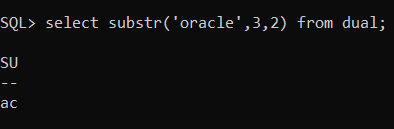 SQL> select substr('oracle',3,2) from dual;
SU
--
ac